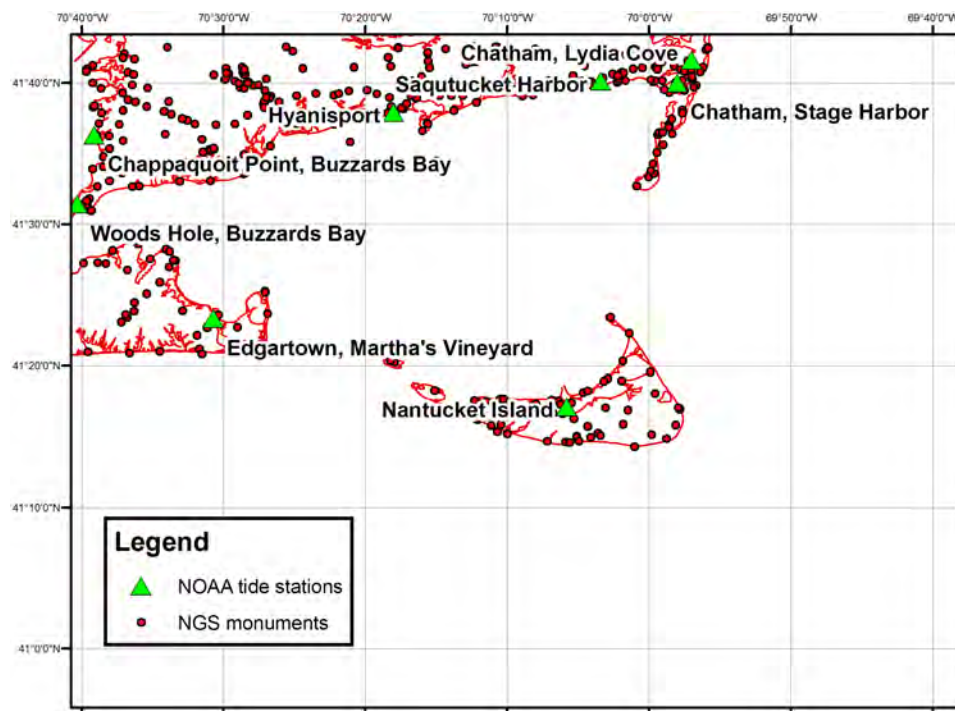 70°40'0"W 70°30'0"W 70°20'0"W 70°10'0"W 70°0'0"W 69°50'0"W 69°40'0"W
Chatham, Lydia Cove
41°40'0"N
Saqutucket Harbor
Hyanisport
Chatham, Stage Harbor
Chappaquoit Point, Buzzards Bay
41°30'0"N
Woods Hole, Buzzards Bay
Edgartown, Martha's Vineyard
41°20'0"N
Nantucket Island
41°10'0"N
Legend
NOAA tide stations
NGS monuments
41°0'0"N